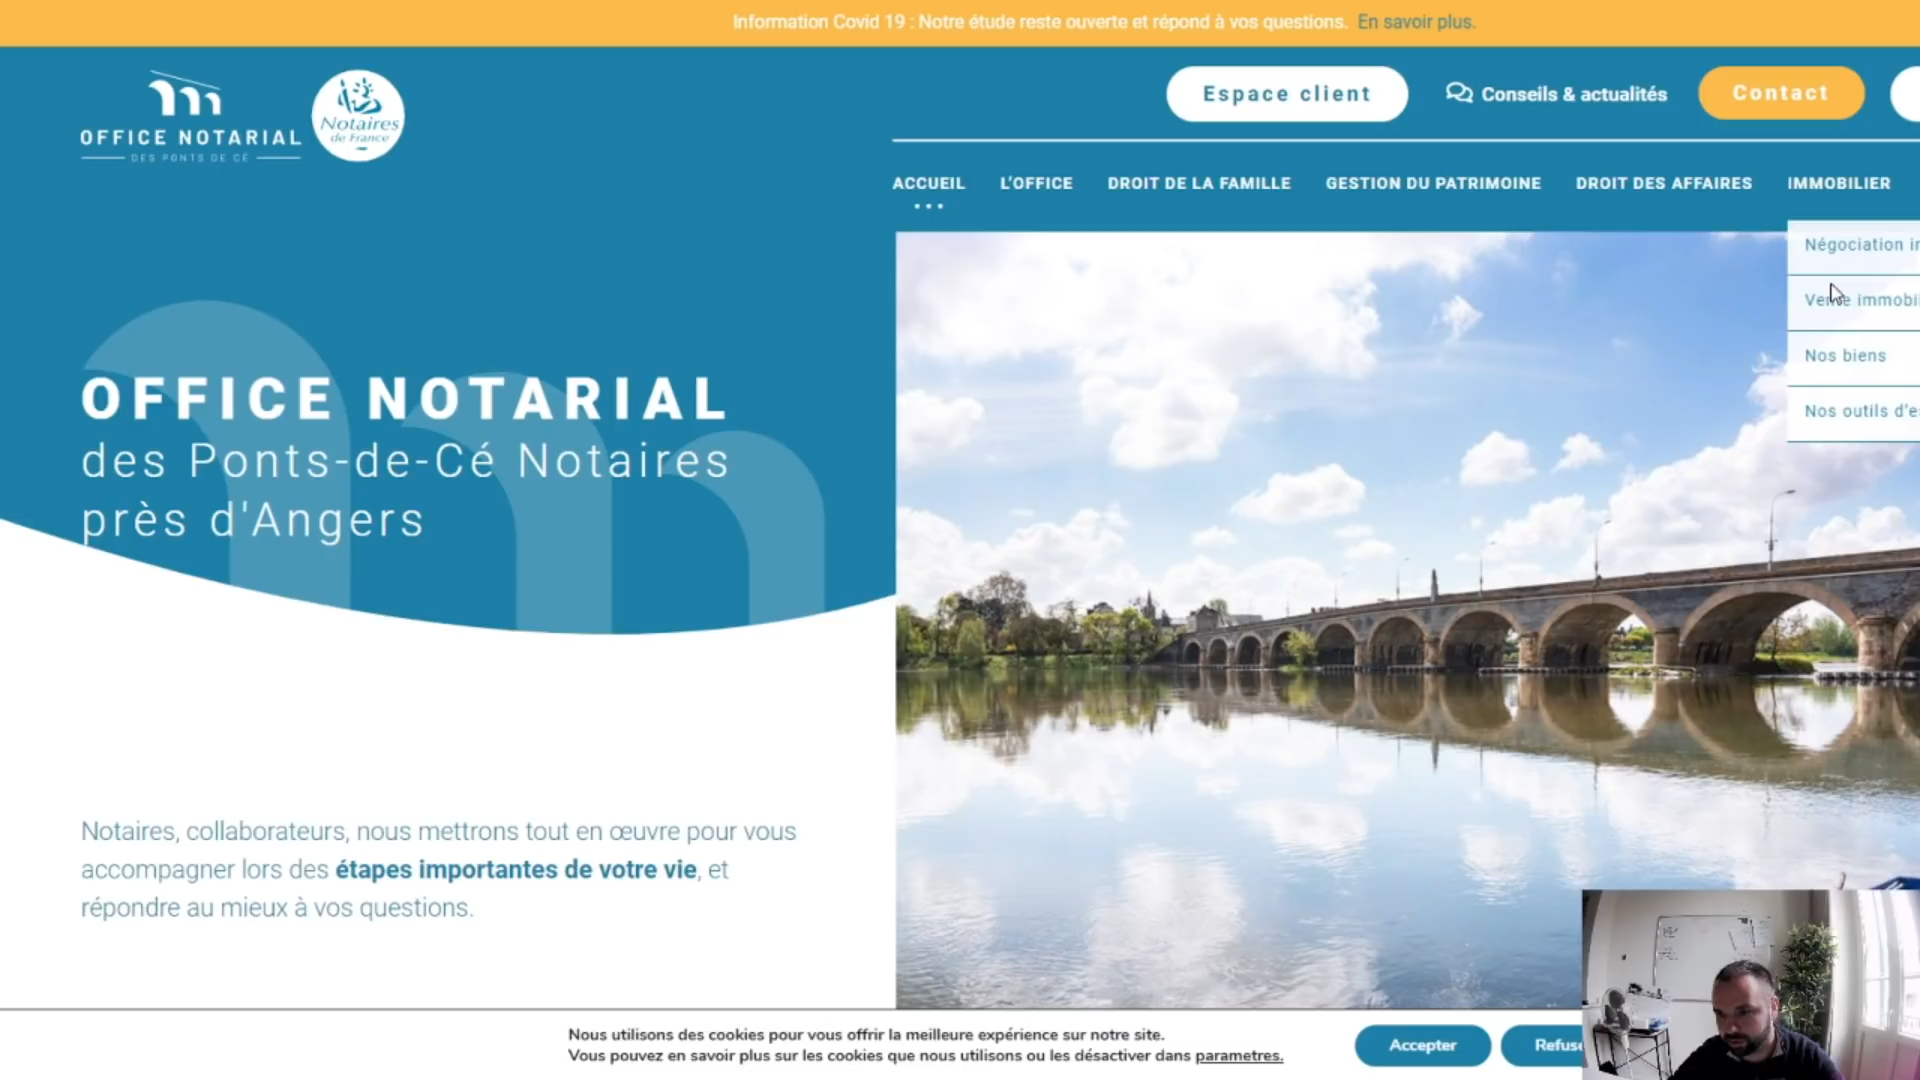 Information Covid 19 : Notre étude reste ouverte et répond à vos questions. En savoir plus.
OFFICE NOTARIAL
DES PONTS DE CÉ
Notaires
de France
Espace client
Conseils & actualités
Contact
ACCUEIL
L'OFFICE
DROIT DE LA FAMILLE
GESTION DU PATRIMOINE
DROIT DES AFFAIRES
IMMOBILIER
Négociation
Vente
Nos biens
Nos outils
OFFICE NOTARIAL
des Ponts-de-Cé Notaires
près d'Angers
Notaires, collaborateurs, nous mettrons tout en œuvre pour vous
accompagner lors des étapes importantes de votre vie, et
répondre au mieux à vos questions.
Nous utilisons des cookies pour vous offrir la meilleure expérience sur notre site.
Vous pouvez en savoir plus sur les cookies que nous utilisons ou les désactiver dans parametres.
Accepter